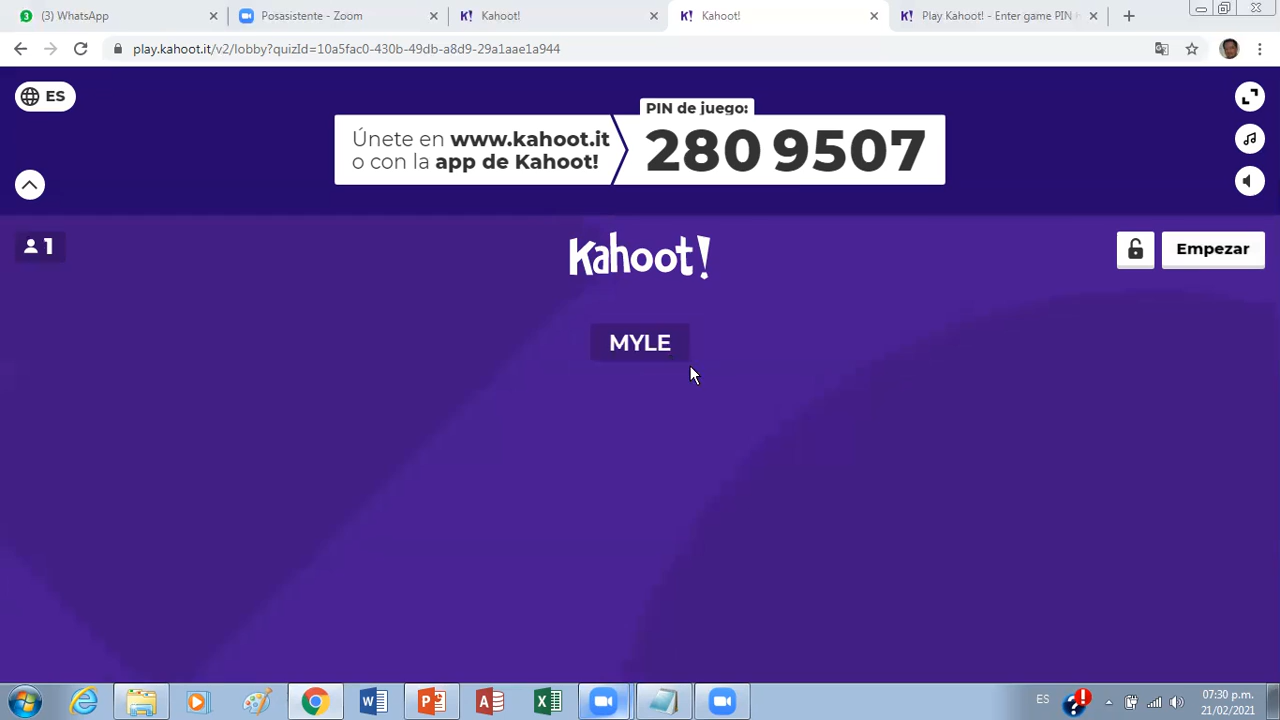 (3) WhatsApp
Posasistente - Zoom
Kahoot!
Kahoot!
Play Kahoot! - Enter game PIN
play.kahoot.it/v2/lobby?quizId=10a5fac0-430b-49db-a8d9-29a1aae1a944
ES
PIN de juego:
Únete en www.kahoot.it
o con la app de Kahoot!
280 9507
1
Kahoot!
Empezar
MYLE
ES
07:30 p.m.
21/02/2021